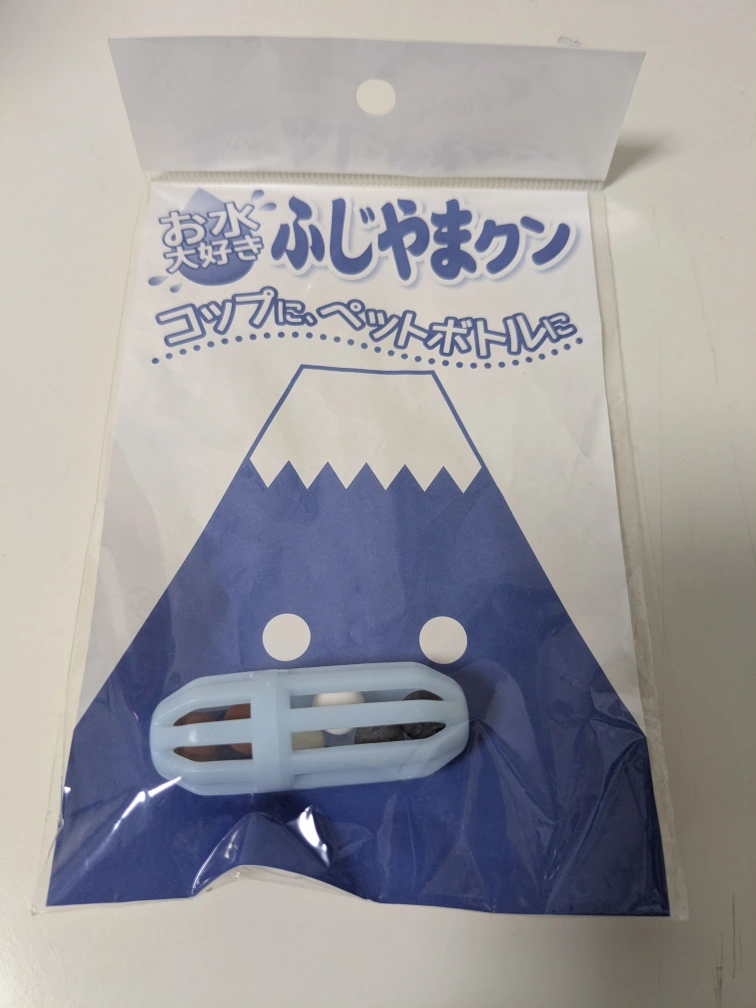 お水
大好き
ふじやまクン
コップに、ペットボトルに